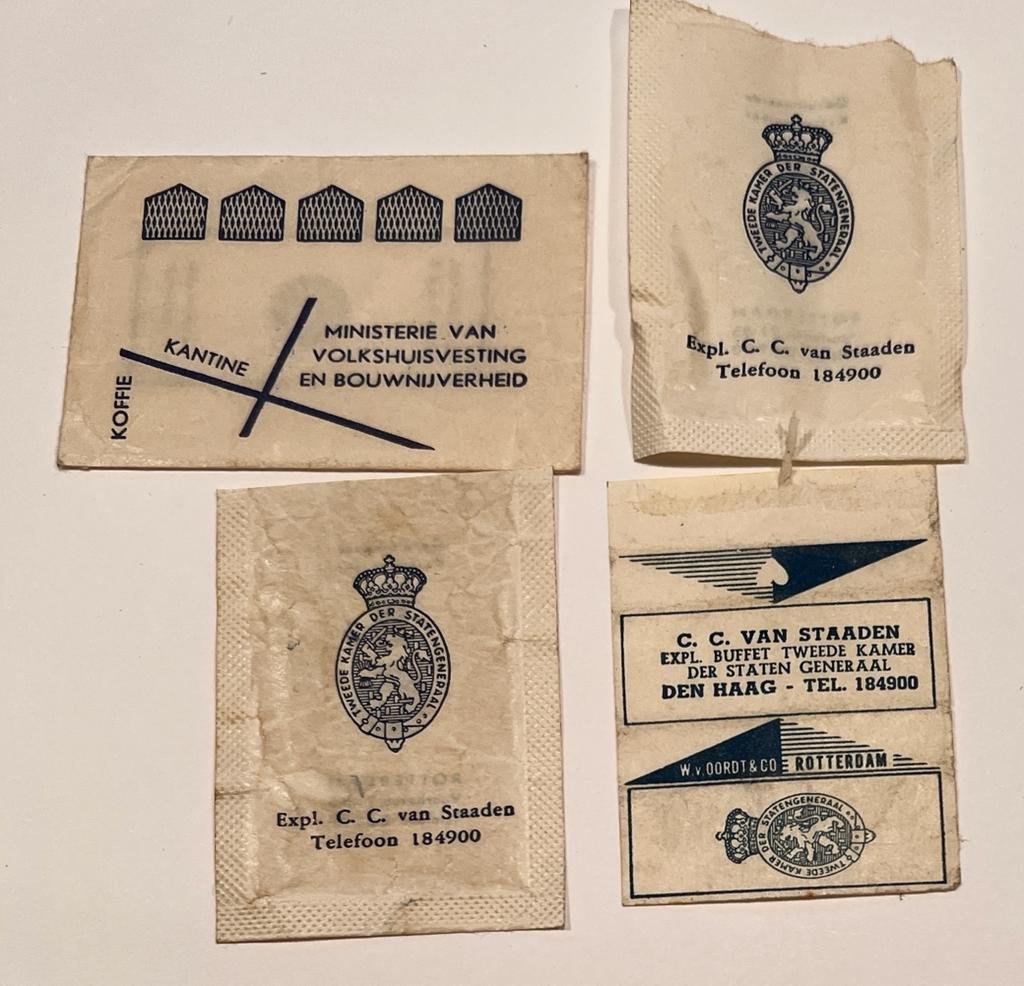 MINISTERIE VAN
VOLKSHUISVESTING
EN BOUWNIJVERHEID
KANTINE
KOFFIE
TWEEDE KAMER DER STATENGENERAAL
Expl. C. C. van Staaden
Telefoon 184900
TWEEDE KAMER DER STATENGENERAAL
Expl. C. C. van Staaden
Telefoon 184900
C. C. VAN STAADEN
EXPL. BUFFET TWEEDE KAMER
DER STATEN GENERAAL
DEN HAAG - TEL. 184900
W.v.OORDT & CO ROTTERDAM
TWEEDE KAMER DER STATENGENERAAL